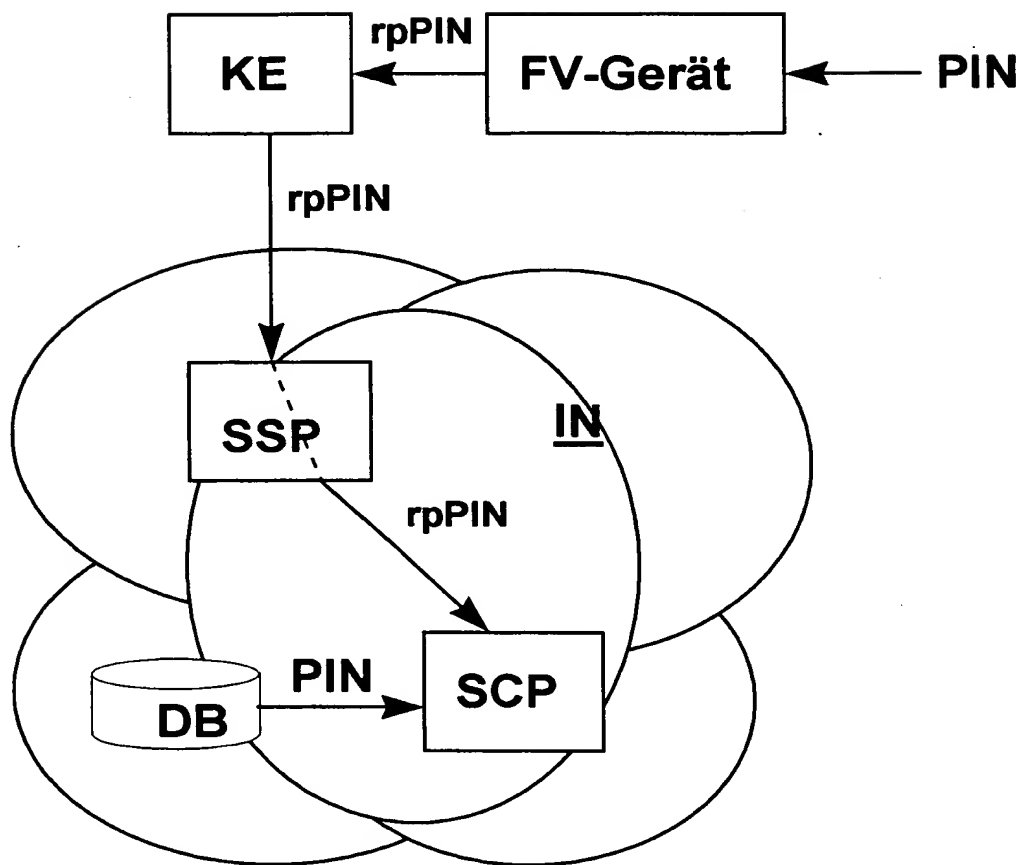 rpPIN
KE
FV-Gerät
PIN
rpPIN
SSP
IN
rpPIN
PIN
SCP
DB